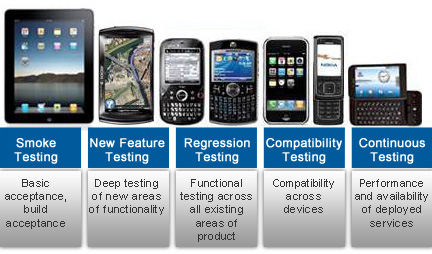 NOKIA
Smoke
Testing
New Feature
Testing
Regression
Testing
Compatibility
Testing
Continuous
Testing
Basic
acceptance,
build
acceptance
Deep testing
of new areas
of functionality
Functional
testing across
all existing
areas of
product
Compatibility
across
devices
Performance
and availability
of deployed
services